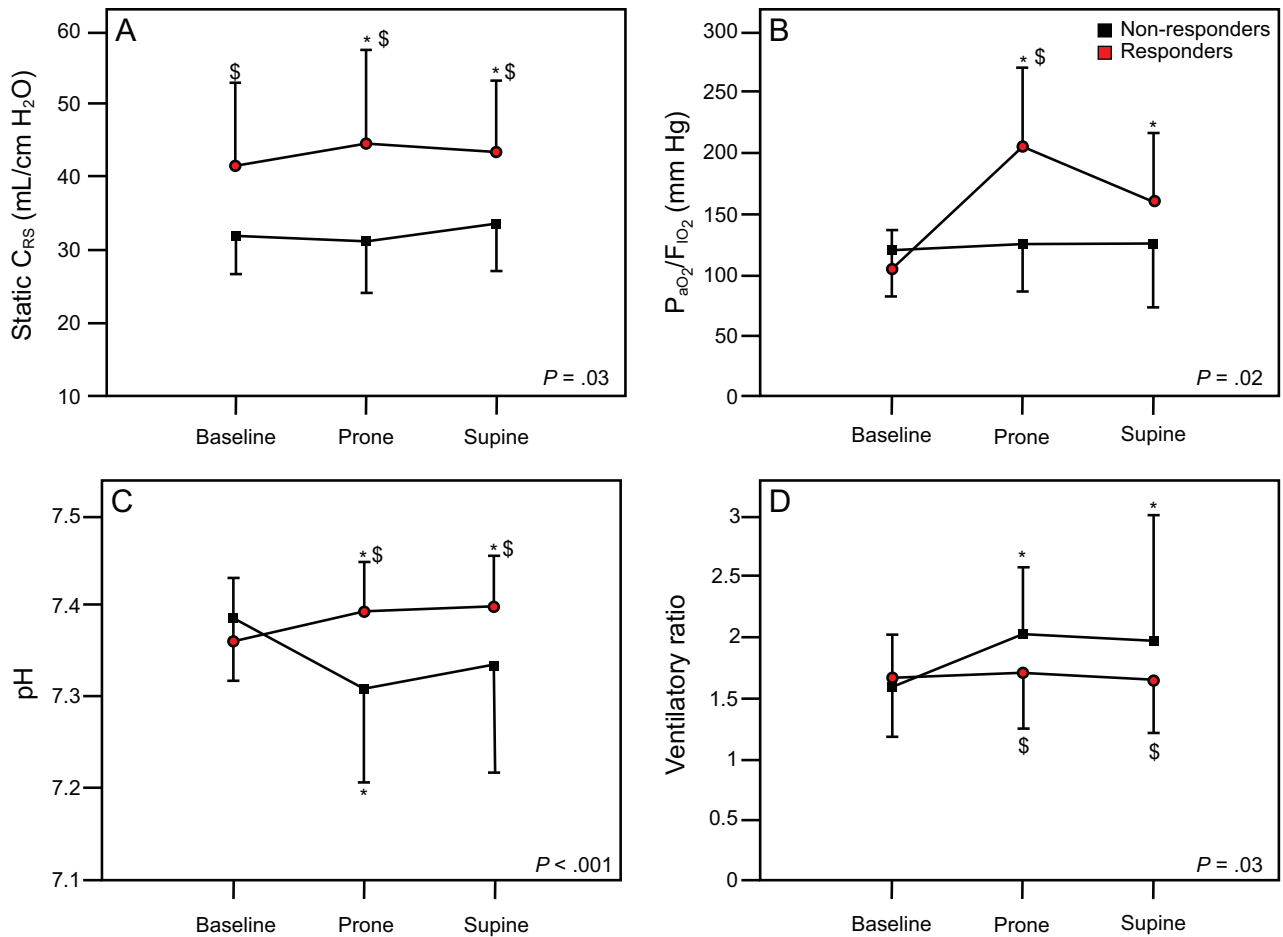 A
Static C_RS (mL/cm H₂O)
60
50
40
30
20
10
$
* $
* $
P = .03
Baseline Prone Supine
B
Non-responders
Responders
P_aO₂/F_IO₂ (mm Hg)
300
250
200
150
100
50
0
* $
*
P = .02
Baseline Prone Supine
C
pH
7.5
7.4
7.3
7.2
7.1
* $
* $
*
P < .001
Baseline Prone Supine
D
Ventilatory ratio
3
2.5
2
1.5
1
0.5
0
*
*
$
$
P = .03
Baseline Prone Supine